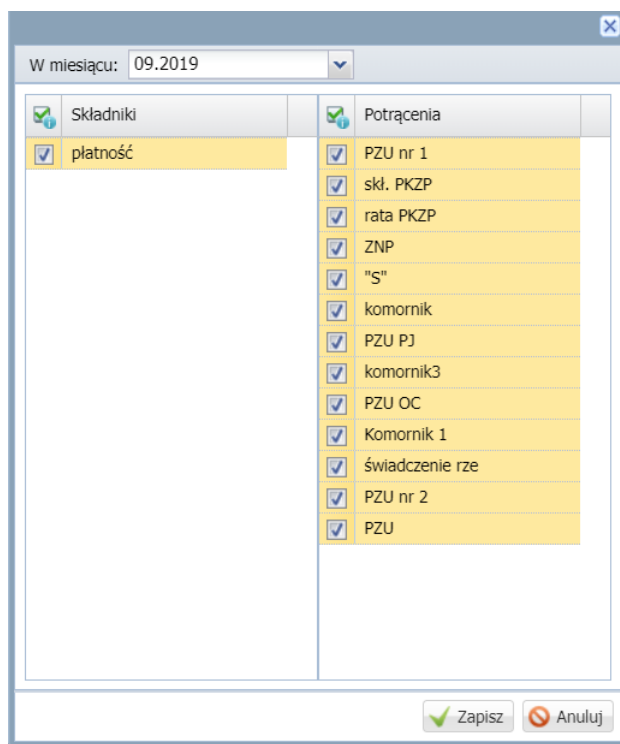 W miesiącu: 09.2019
Składniki
płatność
Potrącenia
PZU nr 1
skł. PKZP
rata PKZP
ZNP
"S"
komornik
PZU PJ
komornik3
PZU OC
Komornik 1
świadczenie rze
PZU nr 2
PZU
Zapisz Anuluj